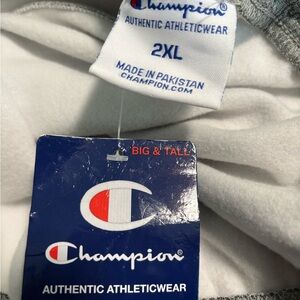 Champion
AUTHENTIC ATHLETICWEAR
2XL
MADE IN PAKISTAN
CHAMPION.COM
BIG & TALL
Champion
AUTHENTIC ATHLETICWEAR